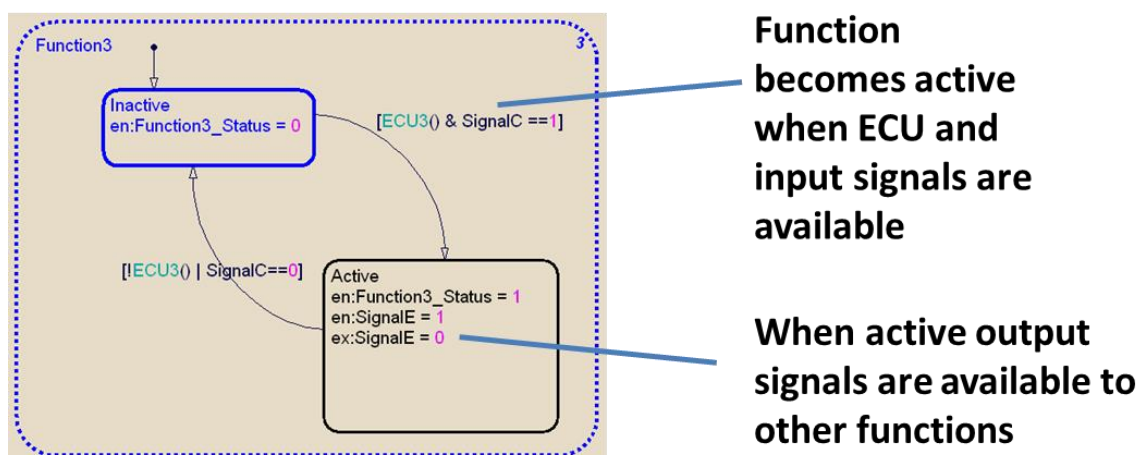 Function3
3
Inactive
en:Function3_Status = 0
[ECU3() & SignalC ==1]
[!ECU3() | SignalC==0]
Active
en:Function3_Status = 1
en:SignalE = 1
ex:SignalE = 0
Function
becomes active
when ECU and
input signals are
available
When active output
signals are available to
other functions